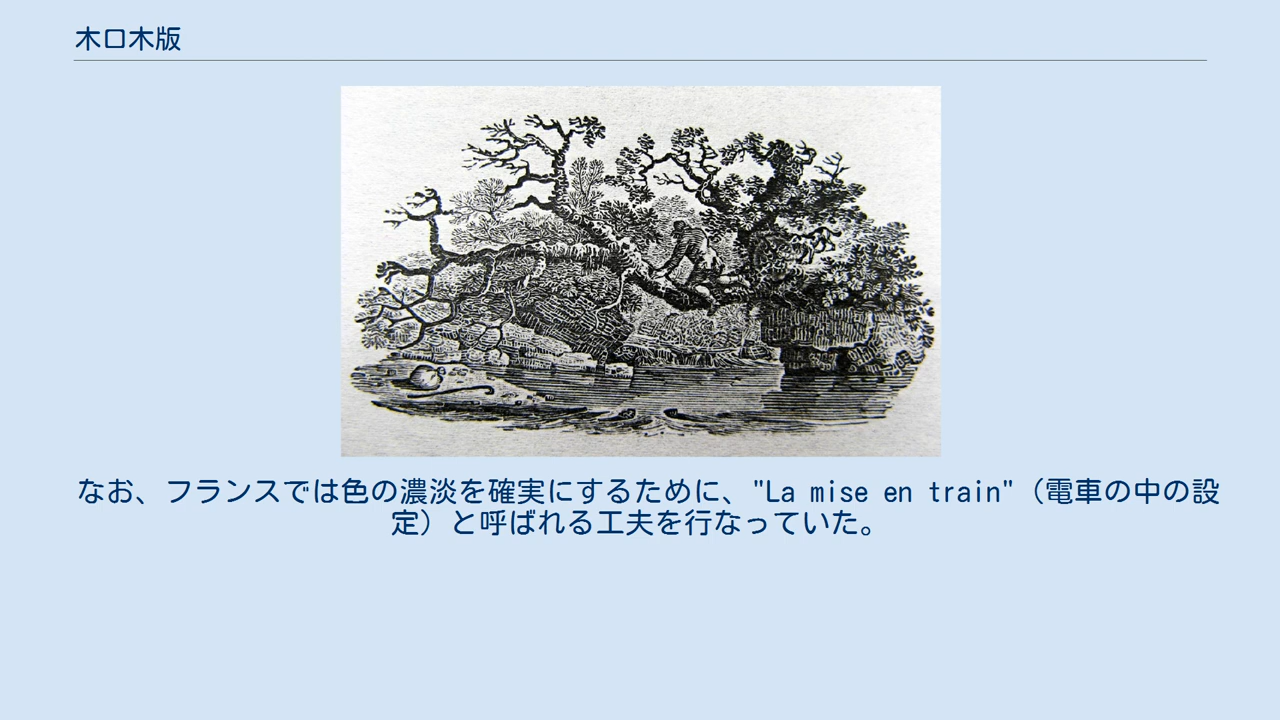 木口木版
なお、フランスでは色の濃淡を確実にするために、"La mise en train"（電車の中の設
定）と呼ばれる工夫を行なっていた。